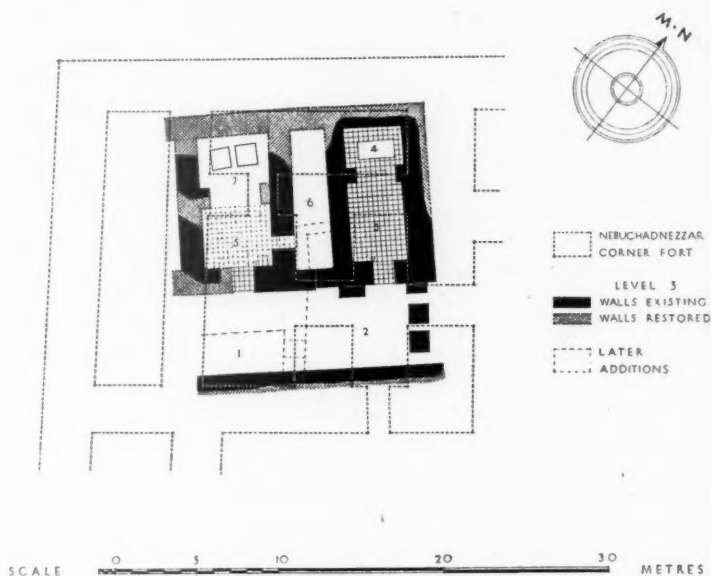 N.W
4
7
6
3
5
2
1
NEBUCHADNEZZAR
CORNER FORT
LEVEL 3
WALLS EXISTING
WALLS RESTORED
LATER
ADDITIONS
SCALE 0 5 10 20 30 METRES